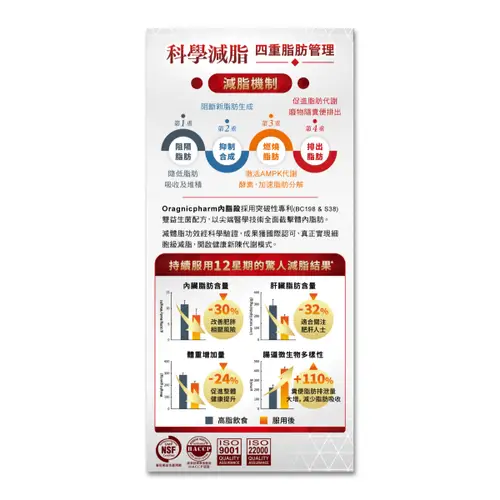 科學減脂 四重脂肪管理
減脂機制
阻斷新脂肪生成
促進脂肪代謝
廢物隨糞便排出
第1重
第2重
第3重
第4重
阻隔
脂肪
抑制
合成
燃燒
脂肪
排出
脂肪
降低脂肪
吸收及堆積
激活AMPK代謝
酵素，加速脂肪分解
Oragnicpharm內脂殺採用突破性專利(BC198 & S38)
雙益生菌配方，以尖端醫學技術全面截擊體內脂肪。
減體脂功效經科學驗證，成果獲國際認可，真正實現細
胞級減脂，開啟健康新陳代謝模式。
持續服用12星期的驚人減脂結果*
內臟脂肪含量
-30%
改善肥胖
相關風險
肝臟脂肪含量
-32%
適合關注
肥肝人士
體重增加量
-24%
促進整體
健康提升
腸道微生物多樣性
+110%
糞便脂肪排泄量
大增，減少脂肪吸收
高脂飲食
服用後
NSF
HACCP
ISO
9001
QUALITY
ASSURANCE
ISO
22000
QUALITY
ASSURANCE